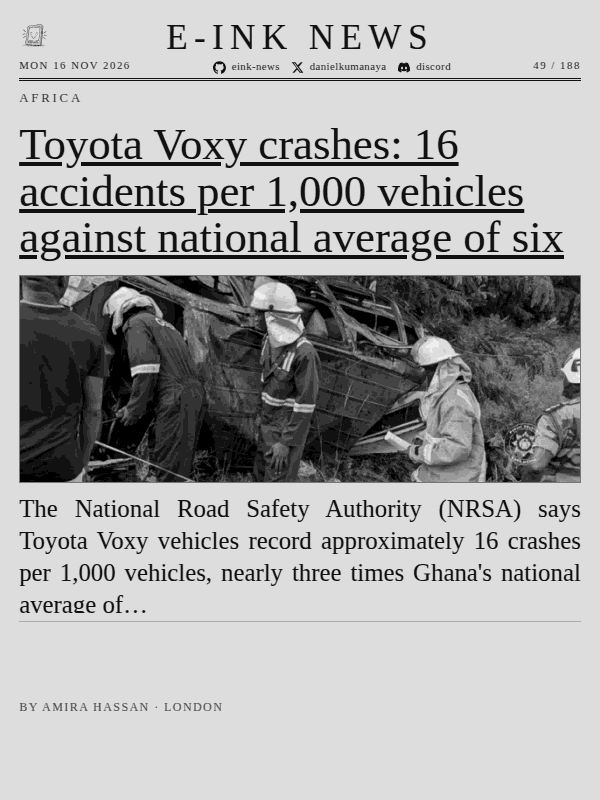 E-INK NEWS
MON 16 NOV 2026
eink-news danielkumanaya discord
49 / 188
AFRICA
Toyota Voxy crashes: 16
accidents per 1,000 vehicles
against national average of six
The National Road Safety Authority (NRSA) says
Toyota Voxy vehicles record approximately 16 crashes
per 1,000 vehicles, nearly three times Ghana's national
average of…
BY AMIRA HASSAN · LONDON